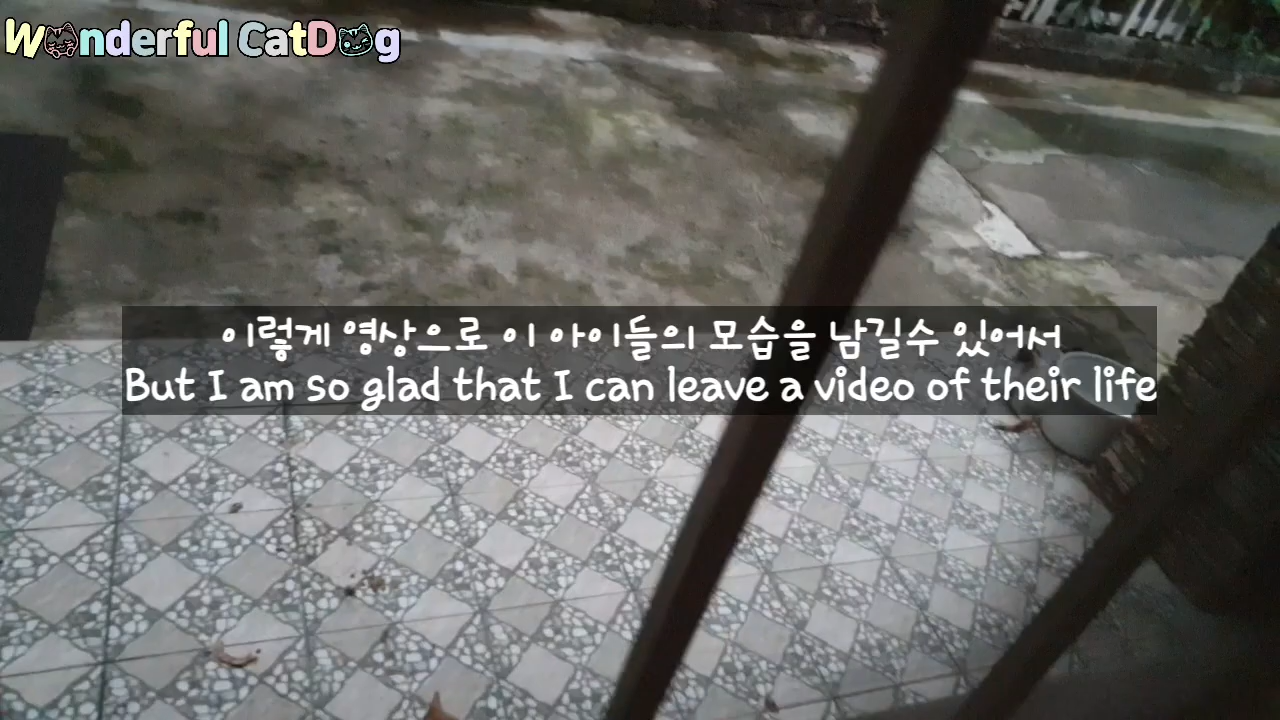 Wonderful CatDog
이렇게 영상으로 이 아이들의 모습을 남길수 있어서
But I am so glad that I can leave a video of their life